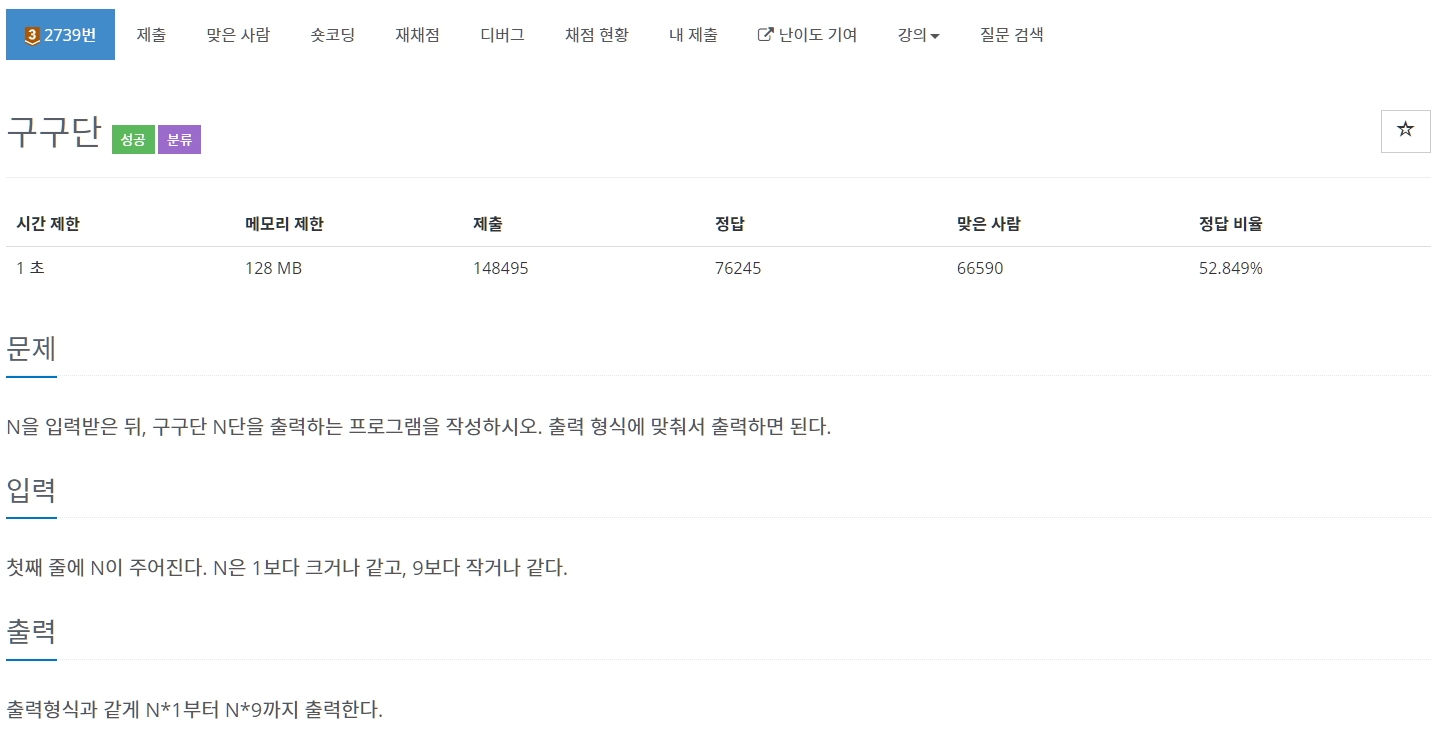 3 2739번 제출 맞은 사람 숏코딩 재채점 디버그 채점 현황 내 제출 난이도 기여 강의 질문 검색
구구단 성공 분류
시간 제한 메모리 제한 제출 정답 맞은 사람 정답 비율
1 초 128 MB 148495 76245 66590 52.849%
문제
N을 입력받은 뒤, 구구단 N단을 출력하는 프로그램을 작성하시오. 출력 형식에 맞춰서 출력하면 된다.
입력
첫째 줄에 N이 주어진다. N은 1보다 크거나 같고, 9보다 작거나 같다.
출력
출력형식과 같게 N*1부터 N*9까지 출력한다.